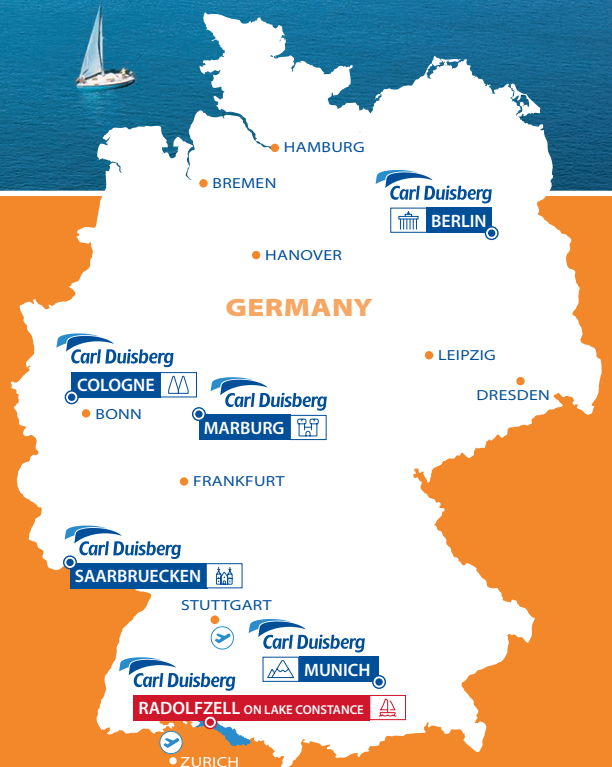 HAMBURG
BREMEN
Carl Duisberg
BERLIN
HANOVER
GERMANY
Carl Duisberg
COLOGNE
LEIPZIG
Carl Duisberg
MARBURG
DRESDEN
BONN
FRANKFURT
Carl Duisberg
SAARBRUECKEN
STUTTGART
Carl Duisberg
MUNICH
Carl Duisberg
RADOLFZELL ON LAKE CONSTANCE
ZURICH